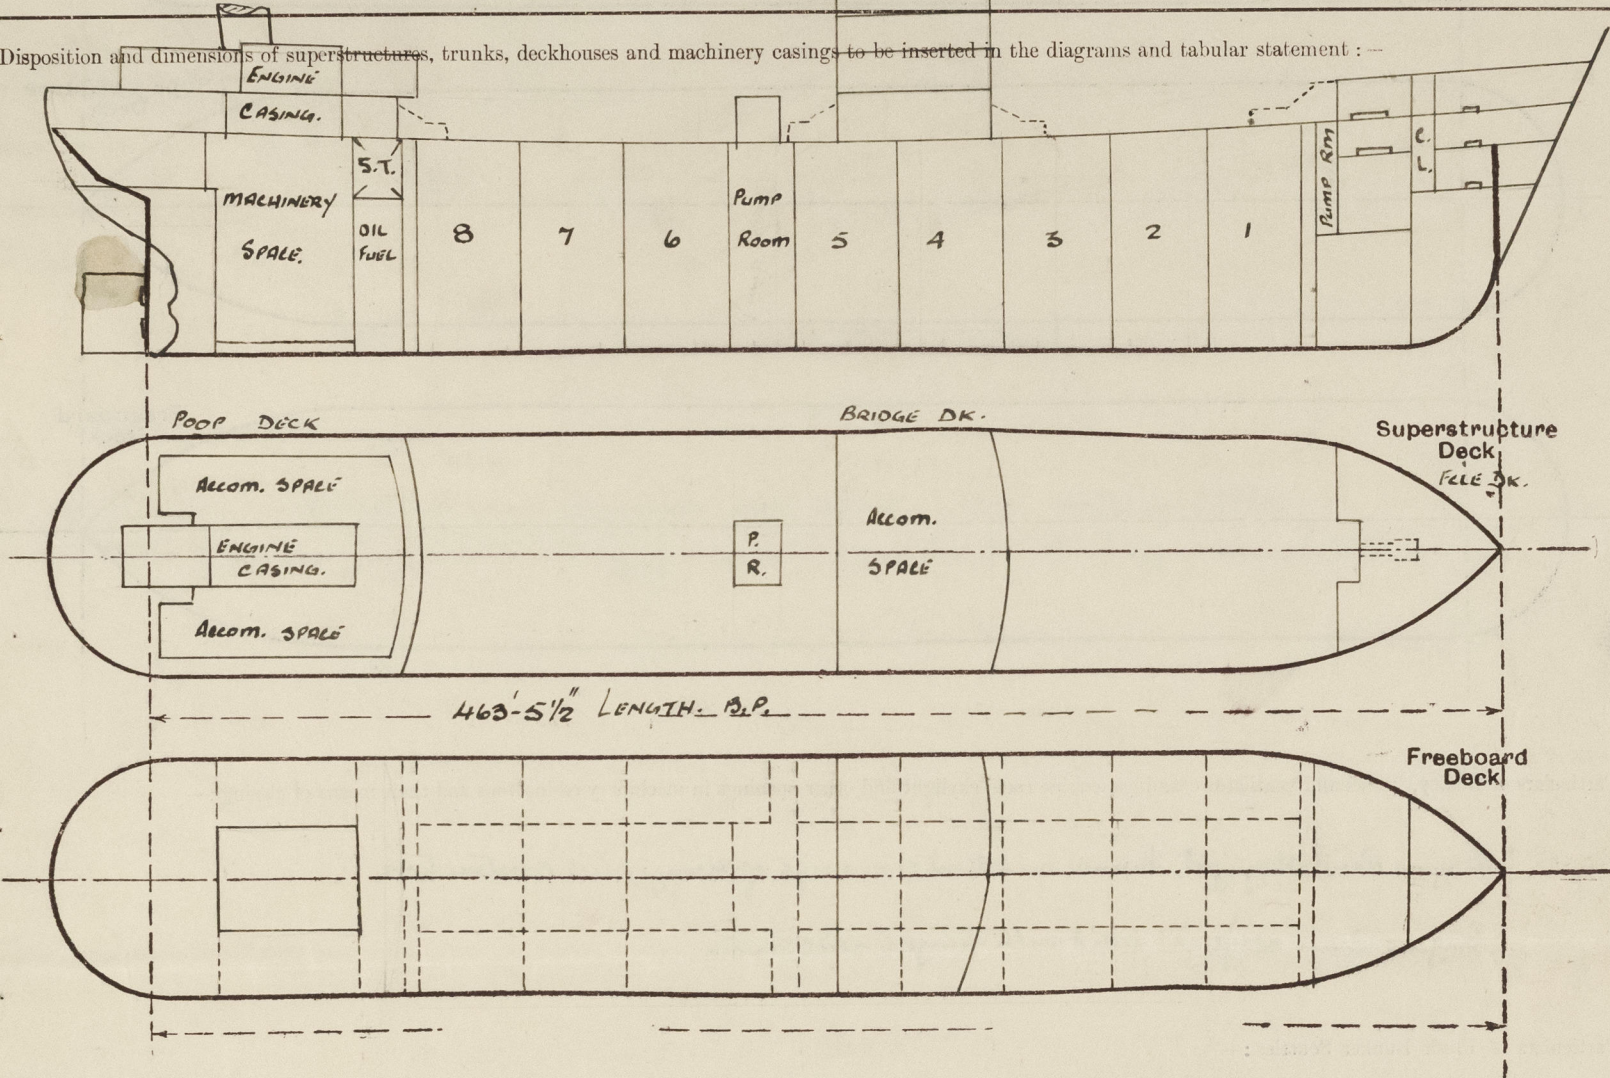 Disposition and dimensions of superstructures, trunks, deckhouses and machinery casings to be inserted in the diagrams and tabular statement :—
ENGINE
CASING.
S.T.
MACHINERY
SPACE.
OIL
FUEL
8
7
6
PUMP
ROOM
5
4
3
2
1
PUMP RM
C.
L.
POOP DECK
BRIDGE DK.
Superstructure
Deck
FCLE DK.
ACCOM. SPACE
ENGINE
CASING.
ACCOM. SPACE
P.
R.
ACCOM.
SPACE
463'-5½" LENGTH. B.P.
Freeboard
Deck